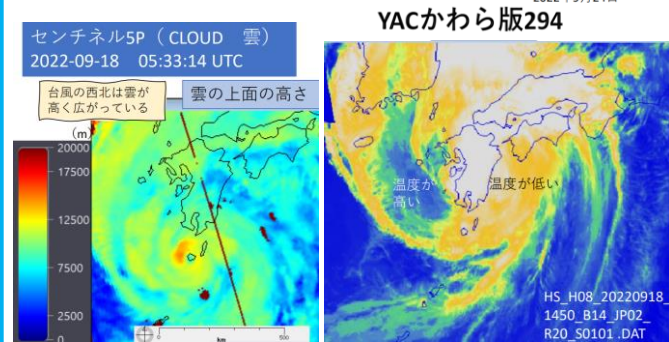 YACかわら版294
センチネル5P（ CLOUD　雲）
2022-09-18　05:33:14 UTC
台風の西北は雲が
高く広がっている
雲の上面の高さ
(m)
20000
17500
12500
7500
2500
0
0
500
km
温度が
高い
温度が低い
HS_H08_20220918_
1450_B14_JP02_
R20_S0101 .DAT